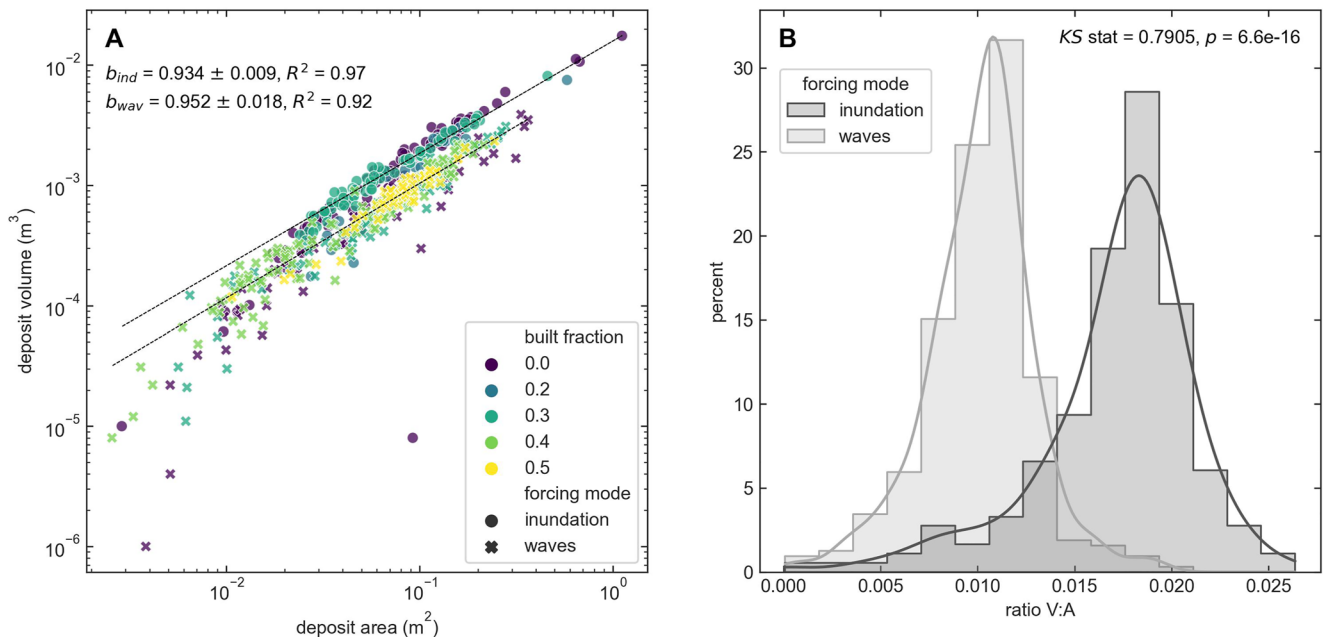 A
b_ind = 0.934 ± 0.009, R² = 0.97
b_wav = 0.952 ± 0.018, R² = 0.92
deposit volume (m³)
10⁻²
10⁻³
10⁻⁴
10⁻⁵
10⁻⁶
built fraction
0.0
0.2
0.3
0.4
0.5
forcing mode
inundation
waves
10⁻²
10⁻¹
10⁰
deposit area (m²)
B
KS stat = 0.7905, p = 6.6e-16
forcing mode
inundation
waves
percent
30
25
20
15
10
5
0
0.000
0.005
0.010
0.015
0.020
0.025
ratio V:A